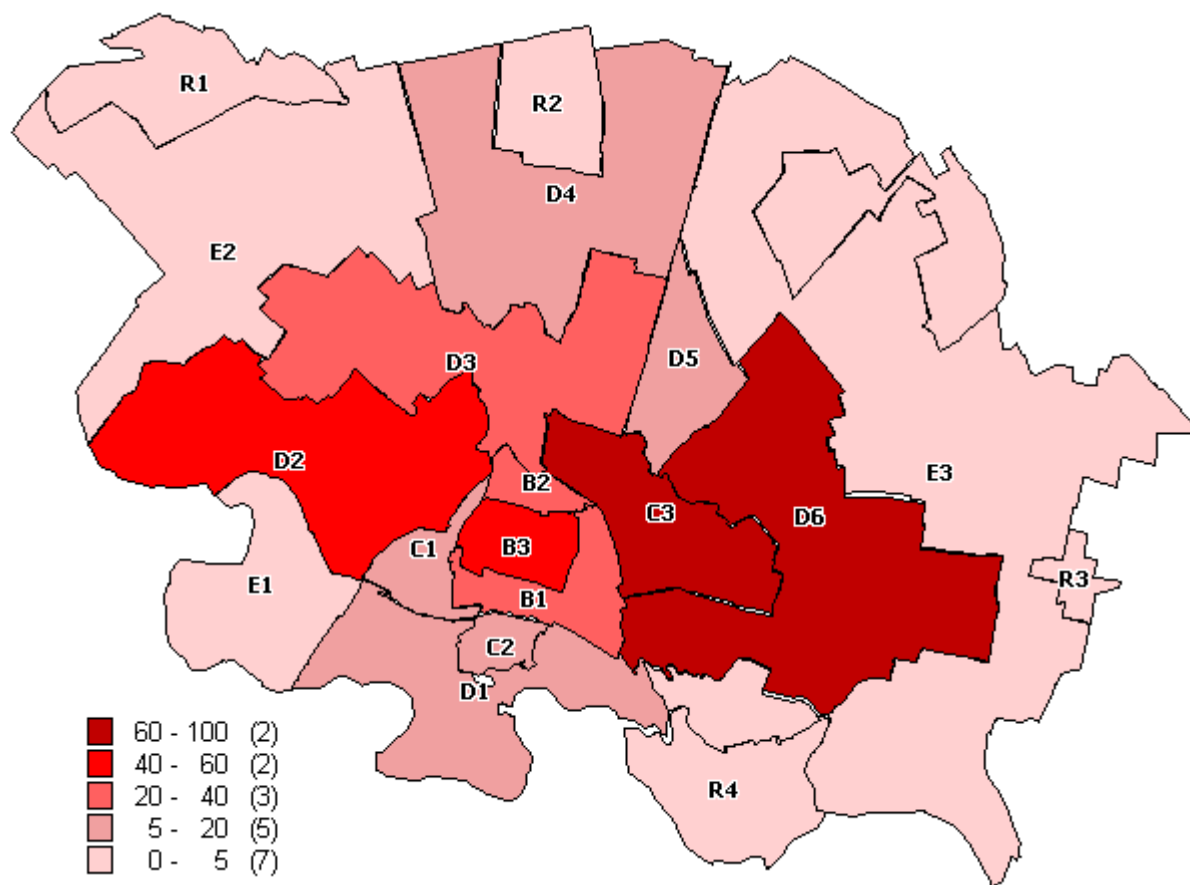 R1
R2
D4
E2
D3
D5
D2
E3
B2
C3
D6
B3
C1
E1
R3
B1
C2
D1
R4
60 - 100 (2)
40 - 60 (2)
20 - 40 (3)
5 - 20 (5)
0 - 5 (7)